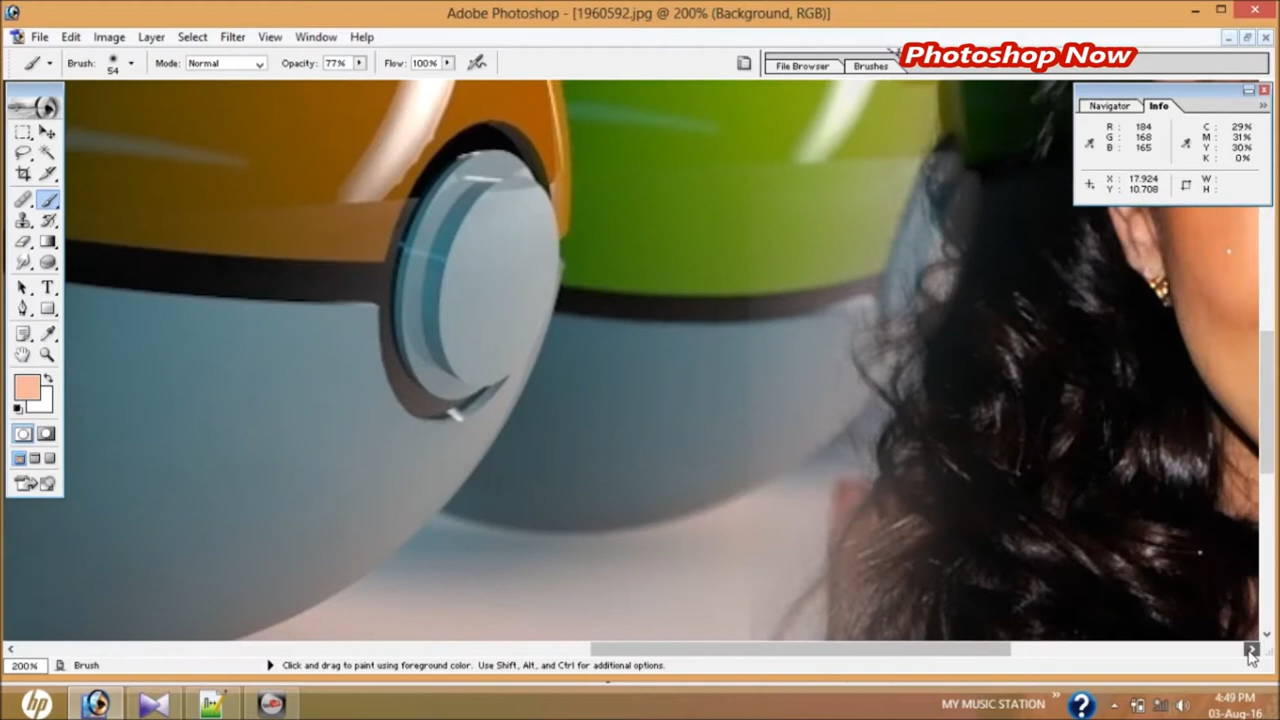 Adobe Photoshop - [1960592.jpg @ 200% (Background, RGB)]
File Edit Image Layer Select Filter View Window Help
Brush: 54 Mode: Normal Opacity: 77% Flow: 100% File Browser Brushes
Photoshop Now
Navigator Info
R : 184 C : 29%
G : 168 M : 31%
B : 165 Y : 30%
K : 0%
X : 17.924 W :
Y : 10.708 H :
T
200% Brush Click and drag to paint using foreground color. Use Shift, Alt, and Ctrl for additional options.
hp MY MUSIC STATION » ? 4:49 PM
03-Aug-16